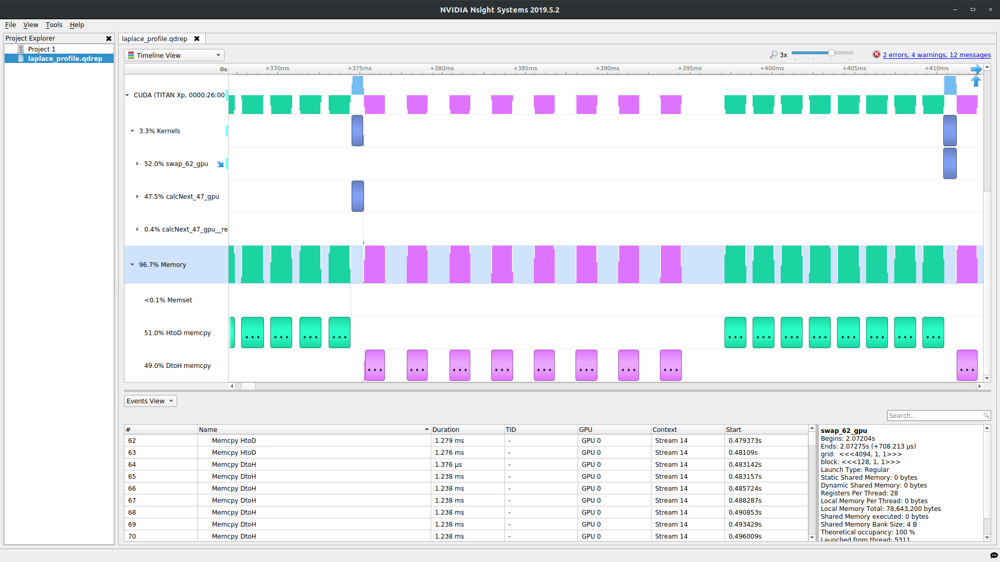 NVIDIA Nsight Systems 2019.5.2
File View Tools Help
Project Explorer
Project 1
laplace_profile.qdrep
laplace_profile.qdrep
Timeline View
3x
2 errors, 4 warnings, 12 messages
0s +370ms +375ms +380ms +385ms +390ms +395ms +400ms +405ms +410ms
CUDA (TITAN Xp, 0000:26:00
3.3% Kernels
52.0% swap_62_gpu
47.5% calcNext_47_gpu
0.4% calcNext_47_gpu__re
96.7% Memory
<0.1% Memset
51.0% HtoD memcpy
... ... ... ... ... ... ... ... ... ... ... ...
49.0% DtoH memcpy
... ... ... ... ... ... ... ... ...
Events View
Search...
# Name Duration TID GPU Context Start
62 Memcpy HtoD 1.279 ms - GPU 0 Stream 14 0.479373s
63 Memcpy HtoD 1.276 ms - GPU 0 Stream 14 0.48109s
64 Memcpy DtoH 1.376 µs - GPU 0 Stream 14 0.483142s
65 Memcpy DtoH 1.238 ms - GPU 0 Stream 14 0.483157s
66 Memcpy DtoH 1.238 ms - GPU 0 Stream 14 0.485724s
67 Memcpy DtoH 1.238 ms - GPU 0 Stream 14 0.488287s
68 Memcpy DtoH 1.238 ms - GPU 0 Stream 14 0.490853s
69 Memcpy DtoH 1.238 ms - GPU 0 Stream 14 0.493429s
70 Memcpy DtoH 1.238 ms - GPU 0 Stream 14 0.496009s
swap_62_gpu
Begins: 2.07204s
Ends: 2.07275s (+708.213 µs)
grid: <<<4094, 1, 1>>>
block: <<<128, 1, 1>>>
Launch Type: Regular
Static Shared Memory: 0 bytes
Dynamic Shared Memory: 0 bytes
Registers Per Thread: 28
Local Memory Per Thread: 0 bytes
Local Memory Total: 78,643,200 bytes
Shared Memory executed: 0 bytes
Shared Memory Bank Size: 4 B
Theoretical occupancy: 100 %
Launched from thread: 5311